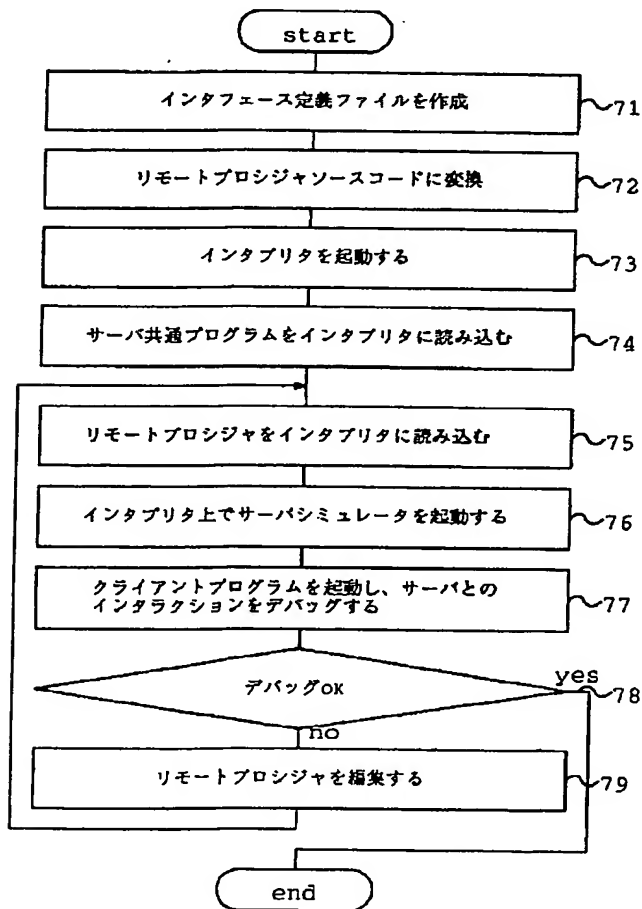 start
インタフェース定義ファイルを作成
71
リモートプロシジャソースコードに変換
72
インタプリタを起動する
73
サーバ共通プログラムをインタプリタに読み込む
74
リモートプロシジャをインタプリタに読み込む
75
インタプリタ上でサーバシミュレータを起動する
76
クライアントプログラムを起動し、サーバとの
インタラクションをデバッグする
77
デバッグOK
yes
78
no
リモートプロシジャを編集する
79
end